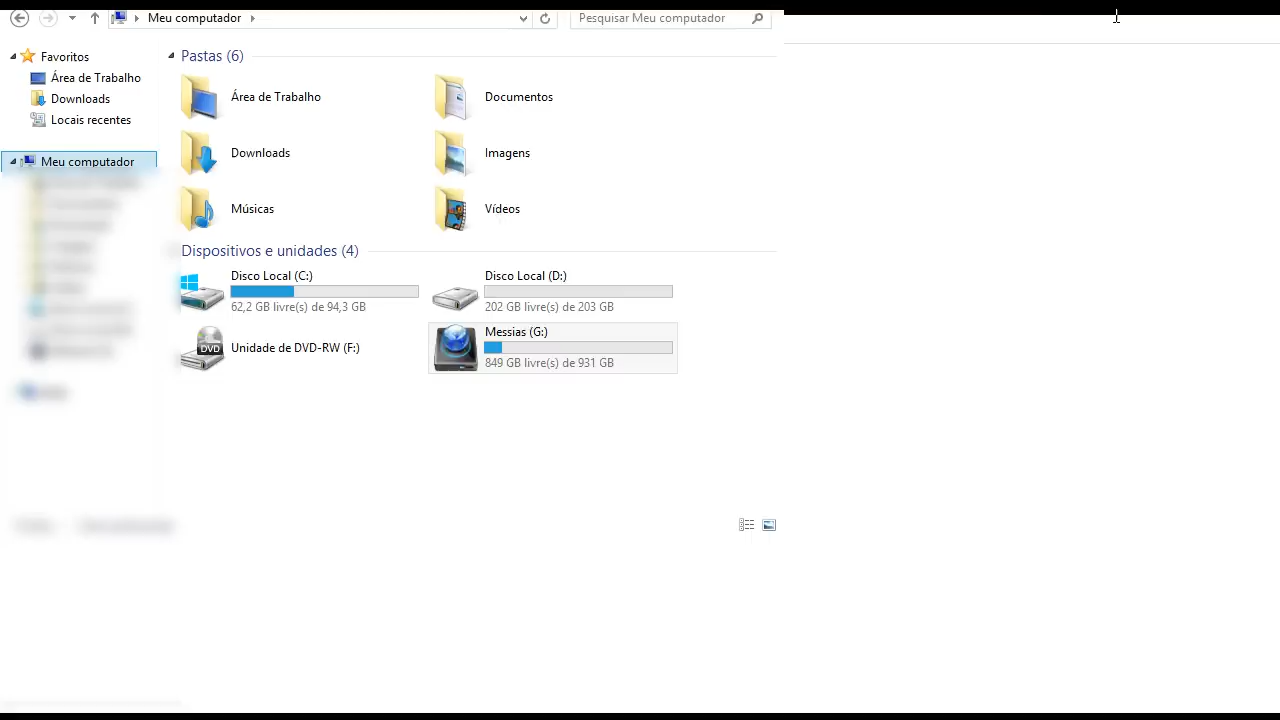 Meu computador
Pesquisar Meu computador
Favoritos
Área de Trabalho
Downloads
Locais recentes
Meu computador
Pastas (6)
Área de Trabalho
Documentos
Downloads
Imagens
Músicas
Vídeos
Dispositivos e unidades (4)
Disco Local (C:)
62,2 GB livre(s) de 94,3 GB
Disco Local (D:)
202 GB livre(s) de 203 GB
DVD
Unidade de DVD-RW (F:)
Messias (G:)
849 GB livre(s) de 931 GB